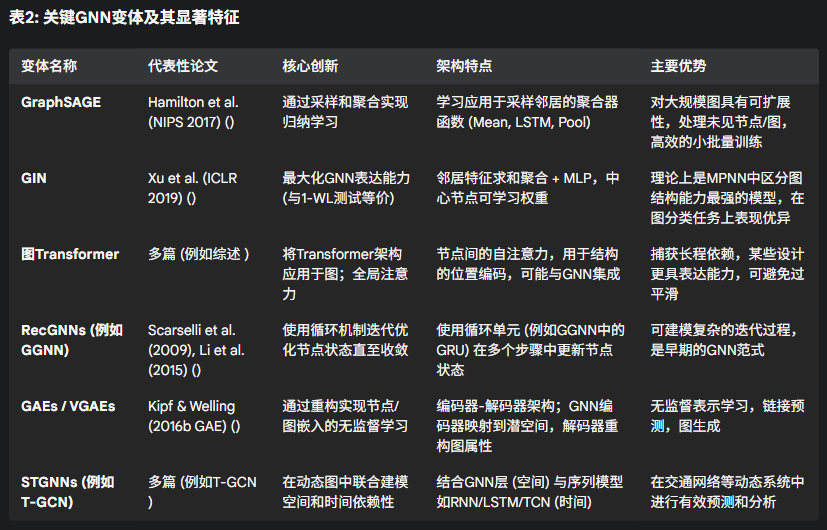 表2: 关键GNN变体及其显著特征
变体名称 代表性论文 核心创新 架构特点 主要优势
GraphSAGE Hamilton et al. 通过采样和聚合实现 学习应用于采样邻居的聚合器 对大规模图具有可扩展
(NIPS 2017) () 归纳学习 函数 (Mean, LSTM, Pool) 性，处理未见节点/图，
高效的小批量训练
GIN Xu et al. (ICLR 最大化GNN表达能力 邻居特征求和聚合 + MLP，中 理论上是MPNN中区分图
2019) () (与1-WL测试等价) 心节点可学习权重 结构能力最强的模型，在
图分类任务上表现优异
图Transformer 多篇 (例如综述 ) 将Transformer架构 节点间的自注意力，用于结构 捕获长程依赖，某些设计
应用于图；全局注意 的位置编码，可能与GNN集成 更具表达能力，可避免过
力 平滑
RecGNNs (例如 Scarselli et al. 使用循环机制迭代优 使用循环单元 (例如GGNN中的 可建模复杂的迭代过程，
GGNN) (2009), Li et al. 化节点状态直至收敛 GRU) 在多个步骤中更新节点 是早期的GNN范式
(2015) () 状态
GAEs / VGAEs Kipf & Welling 通过重构实现节点/ 编码器-解码器架构；GNN编 无监督表示学习，链接预
(2016b GAE) () 图嵌入的无监督学习 码器映射到潜空间，解码器重 测，图生成
构图属性
STGNNs (例如 多篇 (例如T-GCN 在动态图中联合建模 结合GNN层 (空间) 与序列模型 在交通网络等动态系统中
T-GCN) ) 空间和时间依赖性 如RNN/LSTM/TCN (时间) 进行有效预测和分析